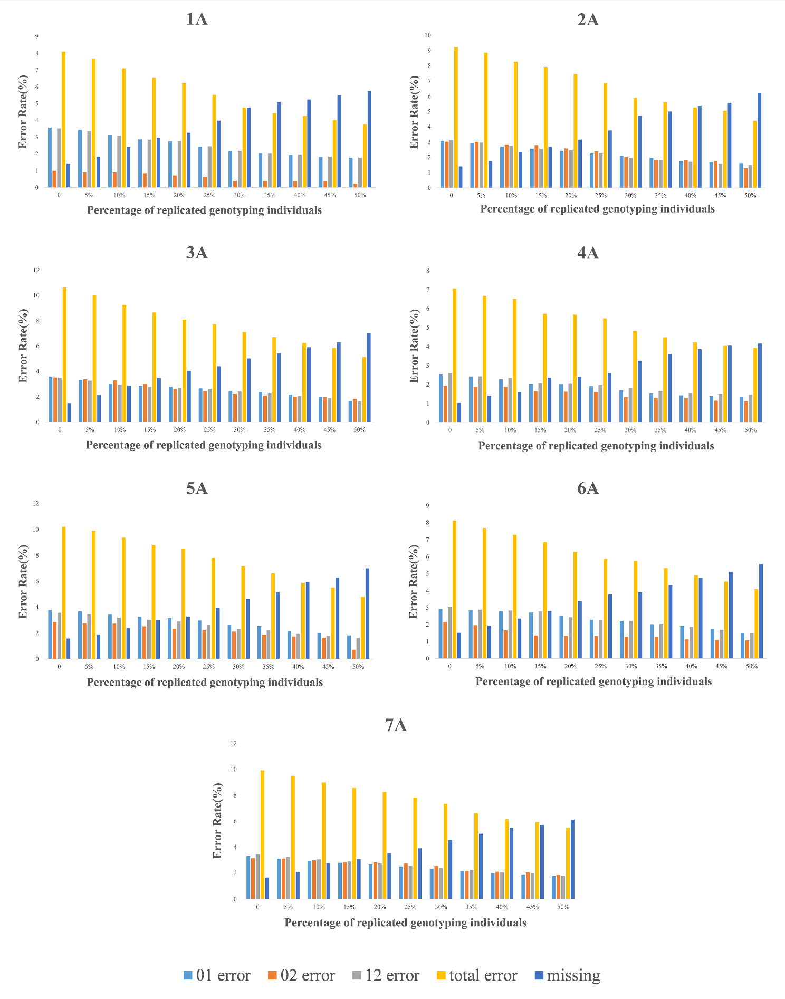 1A
9
8
7
6
5
4
3
2
1
0
Error Rate(%)
0 5% 10% 15% 20% 25% 30% 35% 40% 45% 50%
Percentage of replicated genotyping individuals
2A
10
9
8
7
6
5
4
3
2
1
0
Error Rate(%)
0 5% 10% 15% 20% 25% 30% 35% 40% 45% 50%
Percentage of replicated genotyping individuals
3A
12
10
8
6
4
2
0
Error Rate(%)
0 5% 10% 15% 20% 25% 30% 35% 40% 45% 50%
Percentage of replicated genotyping individuals
4A
8
7
6
5
4
3
2
1
0
Error Rate(%)
0 5% 10% 15% 20% 25% 30% 35% 40% 45% 50%
Percentage of replicated genotyping individuals
5A
12
10
8
6
4
2
0
Error Rate(%)
0 5% 10% 15% 20% 25% 30% 35% 40% 45% 50%
Percentage of replicated genotyping individuals
6A
9
8
7
6
5
4
3
2
1
0
Error Rate(%)
0 5% 10% 15% 20% 25% 30% 35% 40% 45% 50%
Percentage of replicated genotyping individuals
7A
12
10
8
6
4
2
0
Error Rate(%)
0 5% 10% 15% 20% 25% 30% 35% 40% 45% 50%
Percentage of replicated genotyping individuals
01 error 02 error 12 error total error missing